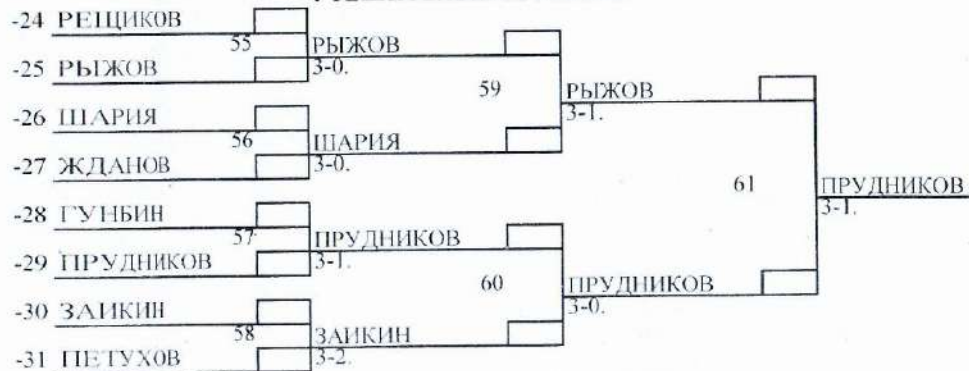 -24 РЕЩИКОВ
55 РЫЖОВ
-25 РЫЖОВ 3-0.
59 РЫЖОВ
-26 ШАРИЯ 3-1.
56 ШАРИЯ
-27 ЖДАНОВ 3-0.
61 ПРУДНИКОВ
-28 ГУНБИН 3-1.
57 ПРУДНИКОВ
-29 ПРУДНИКОВ 3-1.
60 ПРУДНИКОВ
-30 ЗАИКИН 3-0.
58 ЗАИКИН
-31 ПЕТУХОВ 3-2.